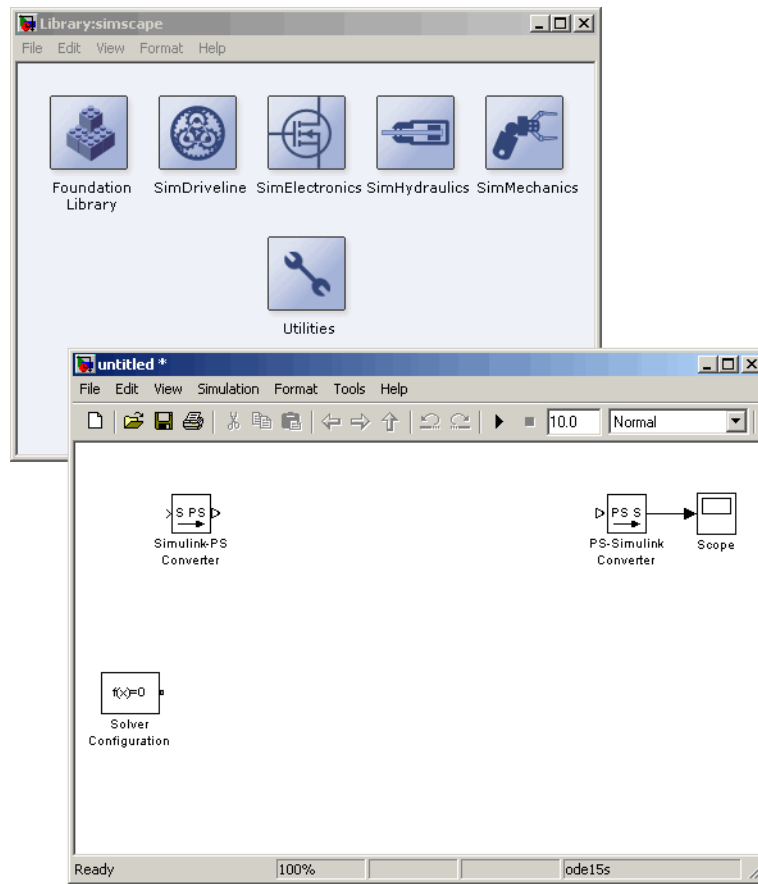 Library:simscape
File Edit View Format Help
Foundation
Library
SimDriveline
SimElectronics
SimHydraulics
SimMechanics
Utilities
untitled *
File Edit View Simulation Format Tools Help
10.0 Normal
S PS
Simulink-PS
Converter
PS S
PS-Simulink
Converter
Scope
f(x)=0
Solver
Configuration
Ready 100% ode15s